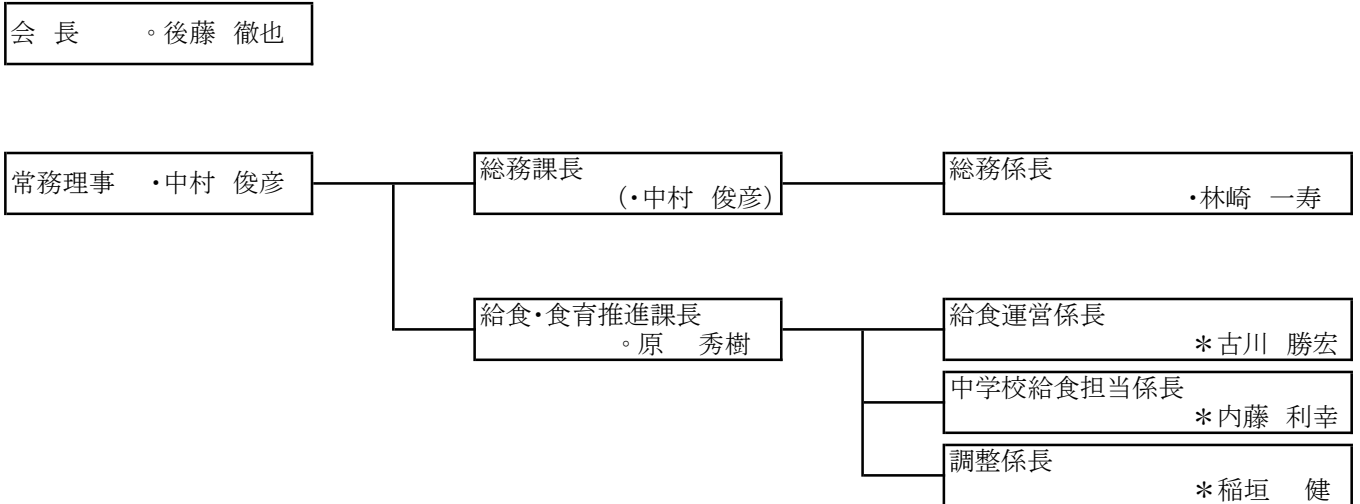 会 長 ◦後藤 徹也
常務理事 ・中村 俊彦
総務課長
(・中村 俊彦)
総務係長
・林崎 一寿
給食・食育推進課長
◦原 秀樹
給食運営係長
＊古川 勝宏
中学校給食担当係長
＊内藤 利幸
調整係長
＊稲垣 健